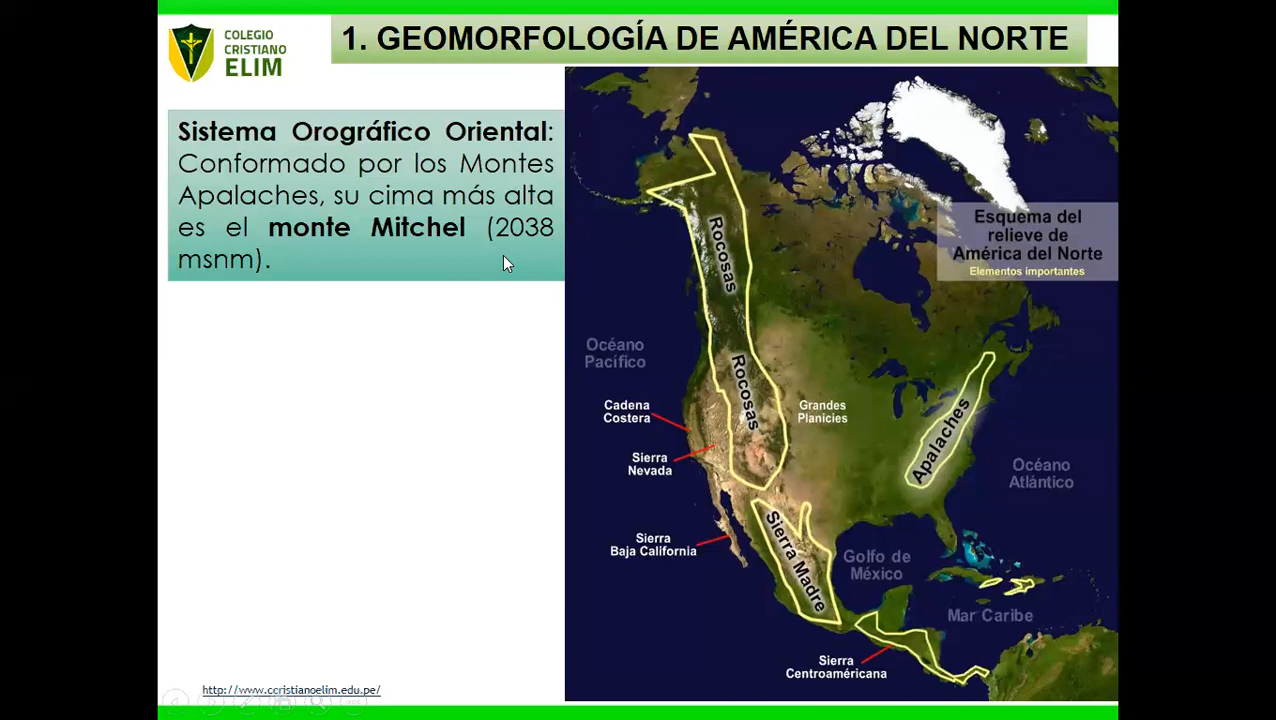 COLEGIO
CRISTIANO
ELIM
1. GEOMORFOLOGÍA DE AMÉRICA DEL NORTE
Sistema Orográfico Oriental:
Conformado por los Montes
Apalaches, su cima más alta
es el monte Mitchel (2038
msnm).
Esquema del
relieve de
América del Norte
Elementos importantes
Rocosas
Rocosas
Océano
Pacífico
Cadena
Costera
Grandes
Planicies
Sierra
Nevada
Apalaches
Océano
Atlántico
Sierra
Baja California
Sierra Madre
Golfo de
México
Mar Caribe
Sierra
Centroamérica
http://www.ccristianoelim.edu.pe/